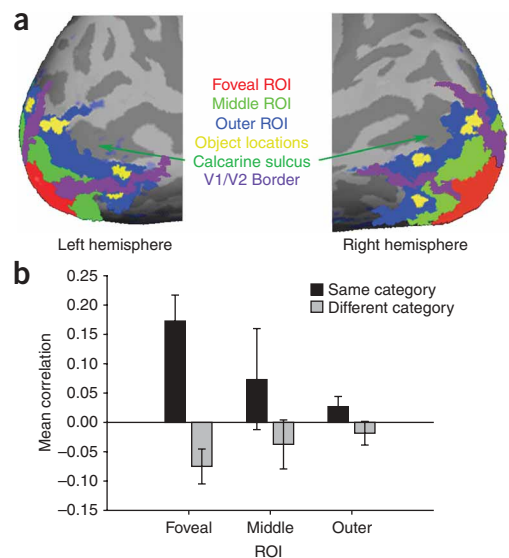 a
Foveal ROI
Middle ROI
Outer ROI
Object locations
Calcarine sulcus
V1/V2 Border
Left hemisphere
Right hemisphere
b
Same category
Different category
Mean correlation
0.25
0.20
0.15
0.10
0.05
0.00
–0.05
–0.10
–0.15
Foveal
Middle
Outer
ROI